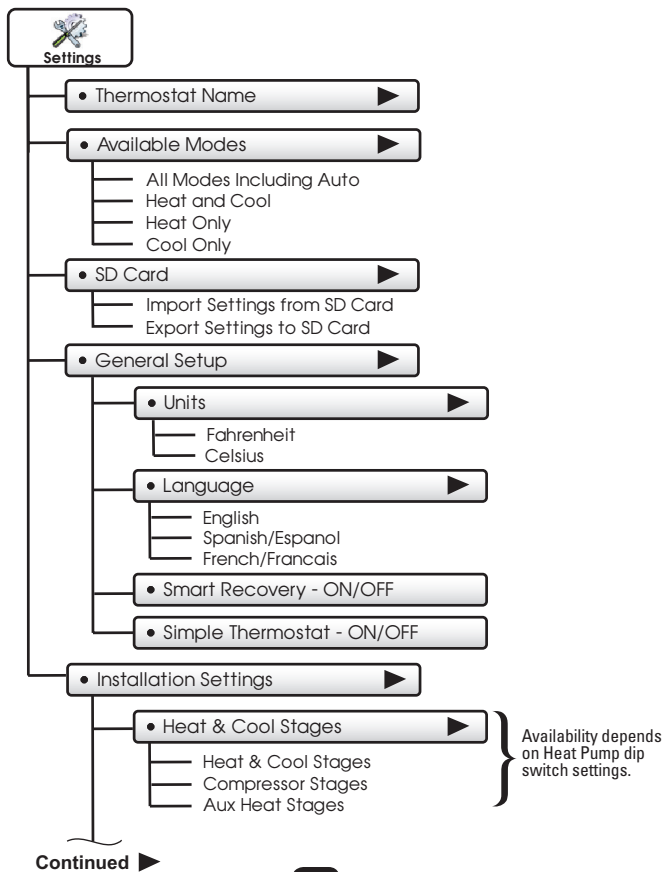 Settings
• Thermostat Name
• Available Modes
All Modes Including Auto
Heat and Cool
Heat Only
Cool Only
• SD Card
Import Settings from SD Card
Export Settings to SD Card
• General Setup
• Units
Fahrenheit
Celsius
• Language
English
Spanish/Espanol
French/Francais
• Smart Recovery - ON/OFF
• Simple Thermostat - ON/OFF
• Installation Settings
• Heat & Cool Stages
Heat & Cool Stages
Compressor Stages
Aux Heat Stages
Availability depends
on Heat Pump dip
switch settings.
Continued